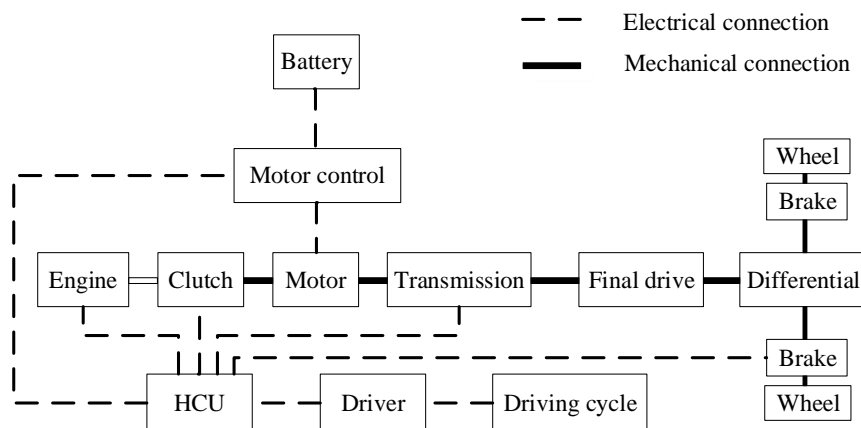 Electrical connection
Mechanical connection
Battery
Motor control
Wheel
Brake
Engine
Clutch
Motor
Transmission
Final drive
Differential
Brake
Wheel
HCU
Driver
Driving cycle